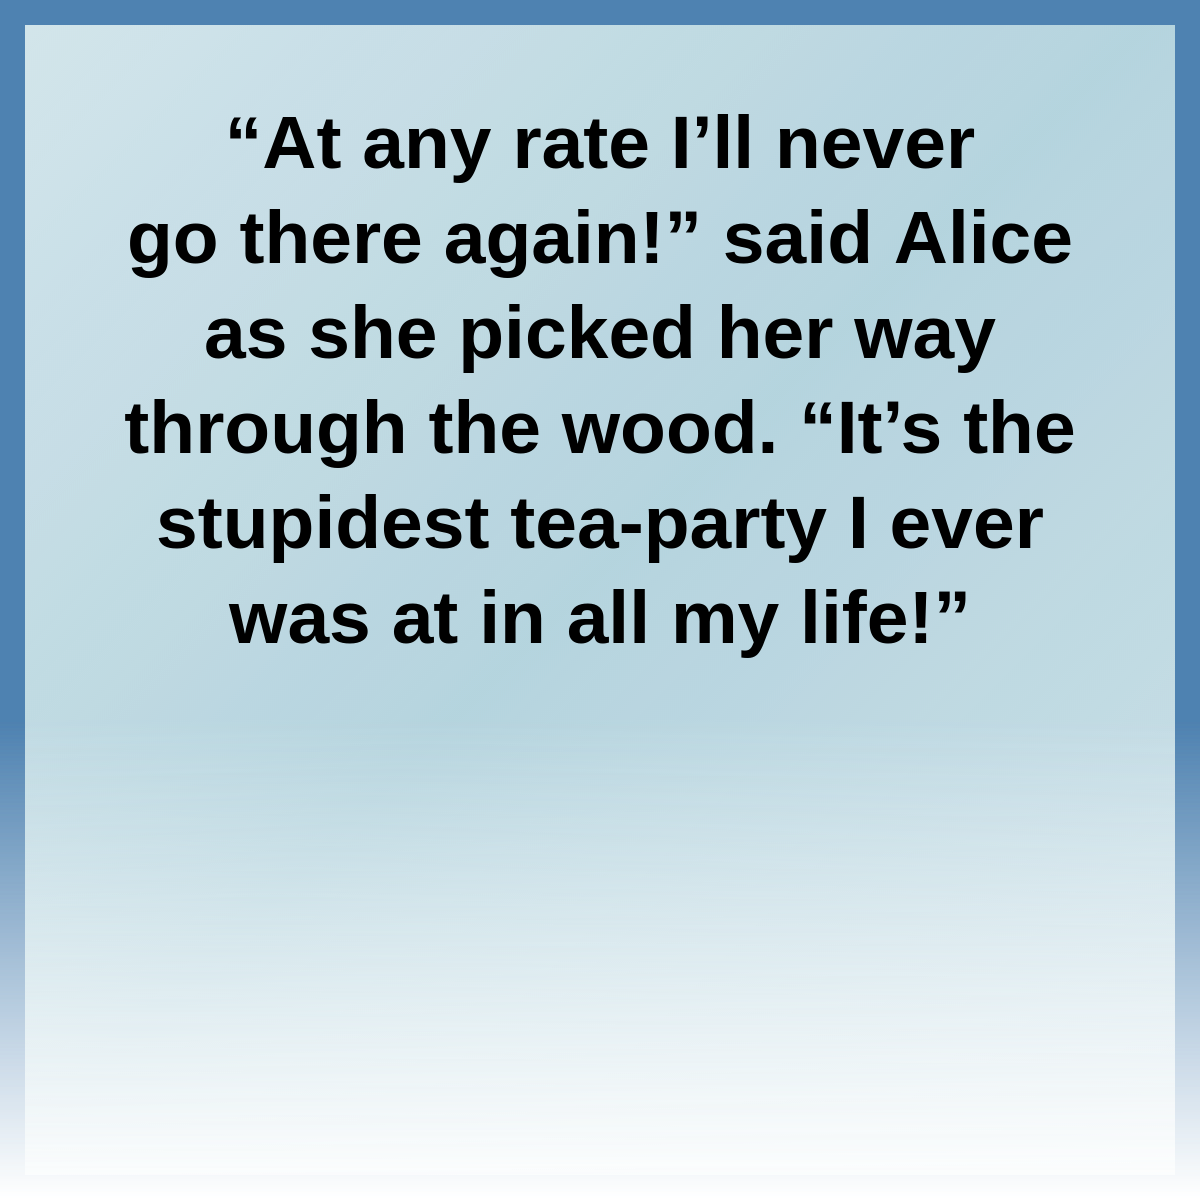 “At any rate I’ll never
go there again!” said Alice
as she picked her way
through the wood. “It’s the
stupidest tea-party I ever
was at in all my life!”